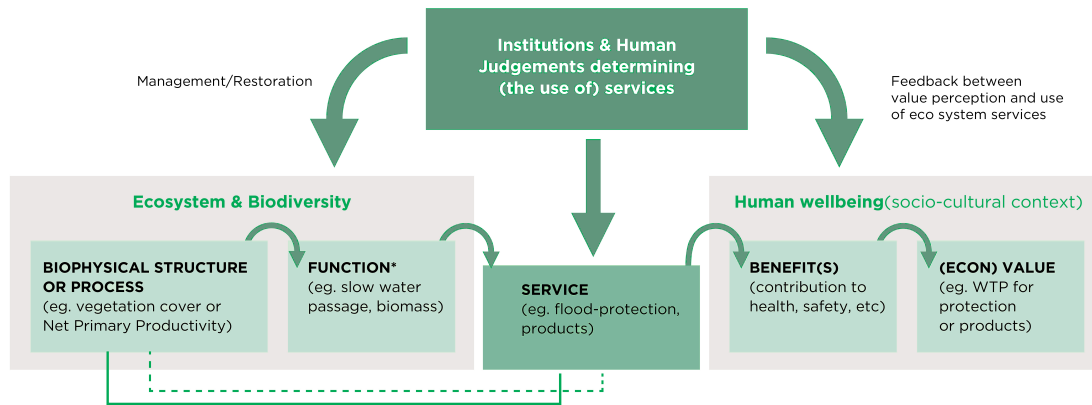 Institutions & Human
Judgements determining
(the use of) services
Management/Restoration
Feedback between
value perception and use
of eco system services
Ecosystem & Biodiversity
Human wellbeing(socio-cultural context)
BIOPHYSICAL STRUCTURE
OR PROCESS
(eg. vegetation cover or
Net Primary Productivity)
FUNCTION*
(eg. slow water
passage, biomass)
SERVICE
(eg. flood-protection,
products)
BENEFIT(S)
(contribution to
health, safety, etc)
(ECON) VALUE
(eg. WTP for
protection
or products)